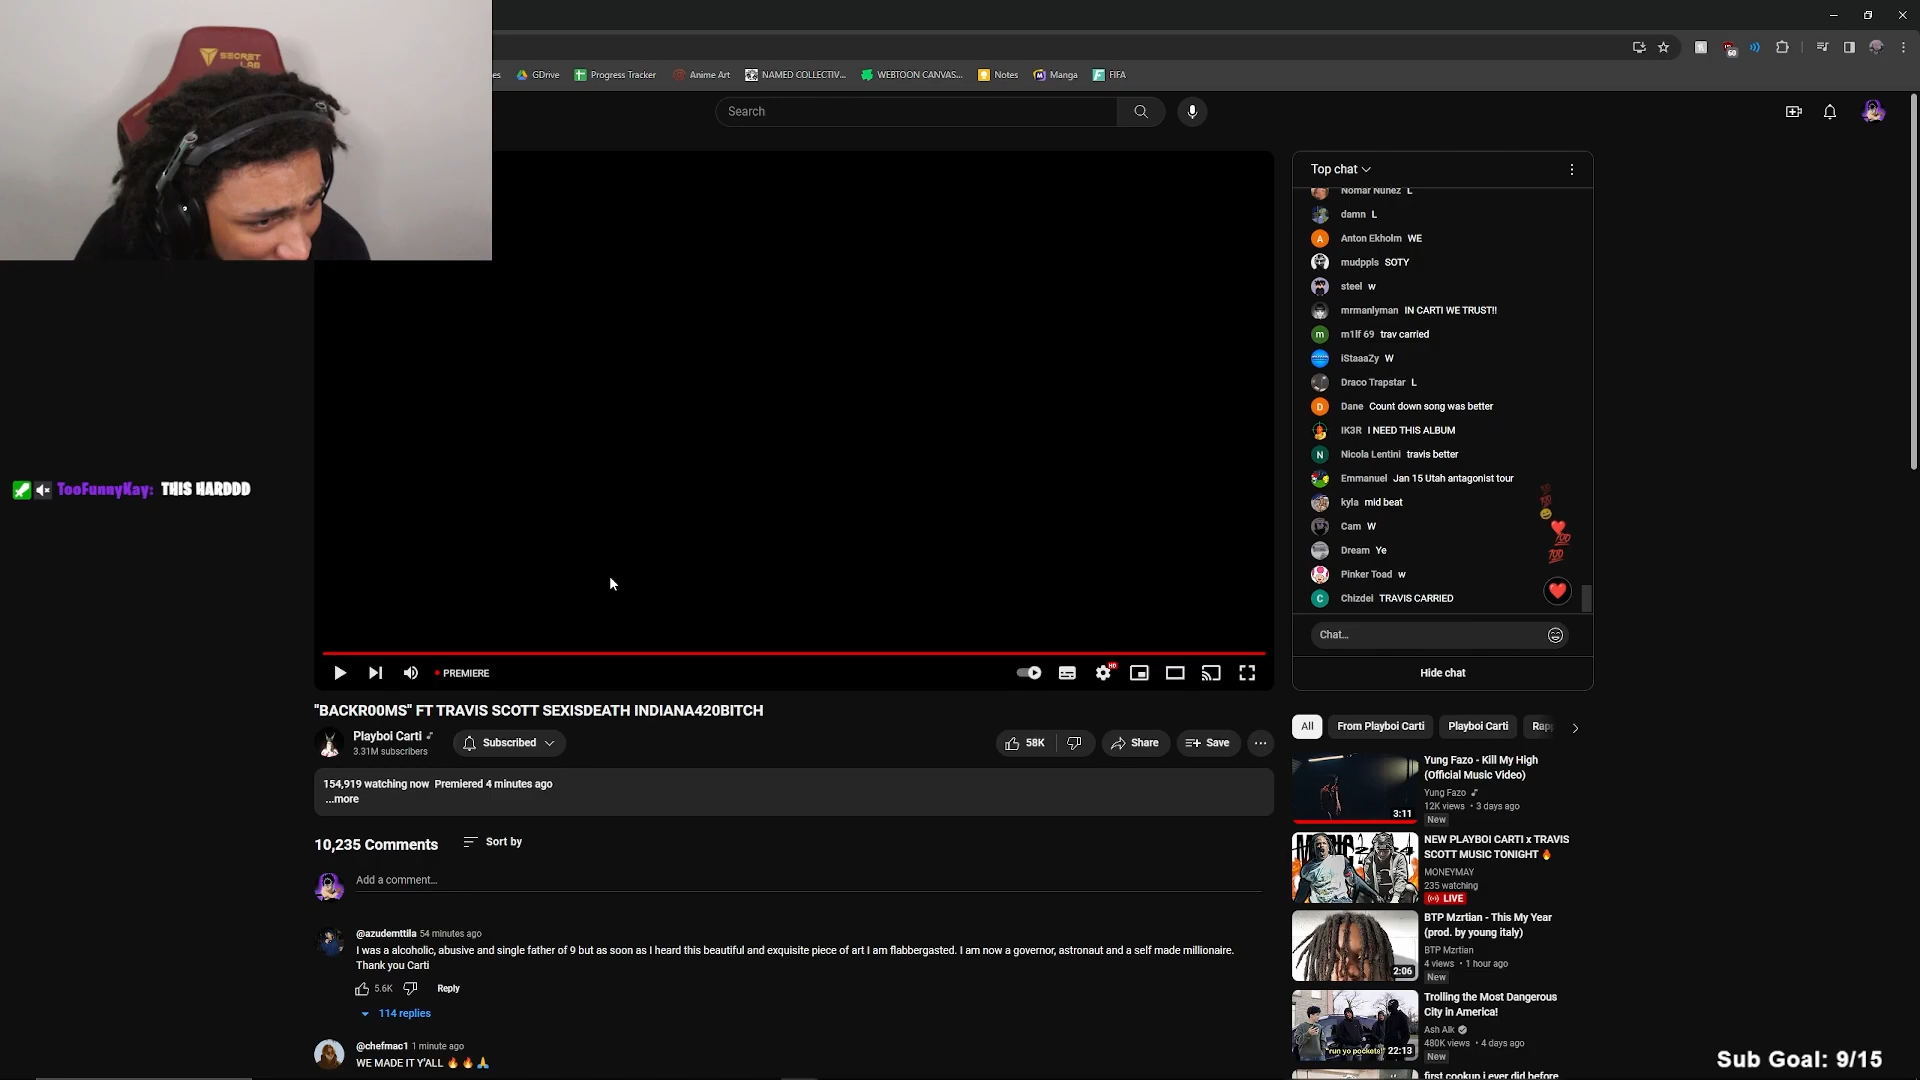 SECRET
LAB
es
GDrive
Progress Tracker
Anime Art
NAMED COLLECTIV...
WEBTOON CANVAS...
Notes
Manga
FIFA
60
Search
Top chat
Nomar Nunez L
damn L
A Anton Ekholm WE
mudppls SOTY
steel w
mrmanlyman IN CARTI WE TRUST!!
m m1lf 69 trav carried
iStaaaZy W
Draco Trapstar L
D Dane Count down song was better
IK3R I NEED THIS ALBUM
N Nicola Lentini travis better
Emmanuel Jan 15 Utah antagonist tour
kyla mid beat
Cam W
Dream Ye
Pinker Toad w
C Chizdel TRAVIS CARRIED
Chat...
Hide chat
TooFunnyKay: THIS HARDDD
PREMIERE
HD
"BACKR00MS" FT TRAVIS SCOTT SEXISDEATH INDIANA420BITCH
Playboi Carti
3.31M subscribers
Subscribed
58K
Share
Save
154,919 watching now Premiered 4 minutes ago
...more
10,235 Comments
Sort by
Add a comment...
@azudemttila 54 minutes ago
I was a alcoholic, abusive and single father of 9 but as soon as I heard this beautiful and exquisite piece of art I am flabbergasted. I am now a governor, astronaut and a self made millionaire.
Thank you Carti
5.6K
Reply
114 replies
@chefmac1 1 minute ago
WE MADE IT Y'ALL 🔥🔥🙏
All
From Playboi Carti
Playboi Carti
Rap
Yung Fazo - Kill My High
(Official Music Video)
Yung Fazo
12K views • 3 days ago
New
3:11
NEW PLAYBOI CARTI x TRAVIS
SCOTT MUSIC TONIGHT 🔥
MONEYMAY
235 watching
LIVE
BTP Mzrtian - This My Year
(prod. by young italy)
BTP Mzrtian
4 views • 1 hour ago
New
2:06
Trolling the Most Dangerous
City in America!
Ash Alk
480K views • 4 days ago
New
"run yo pockets!"
22:13
first cookup i ever did before
Sub Goal: 9/15